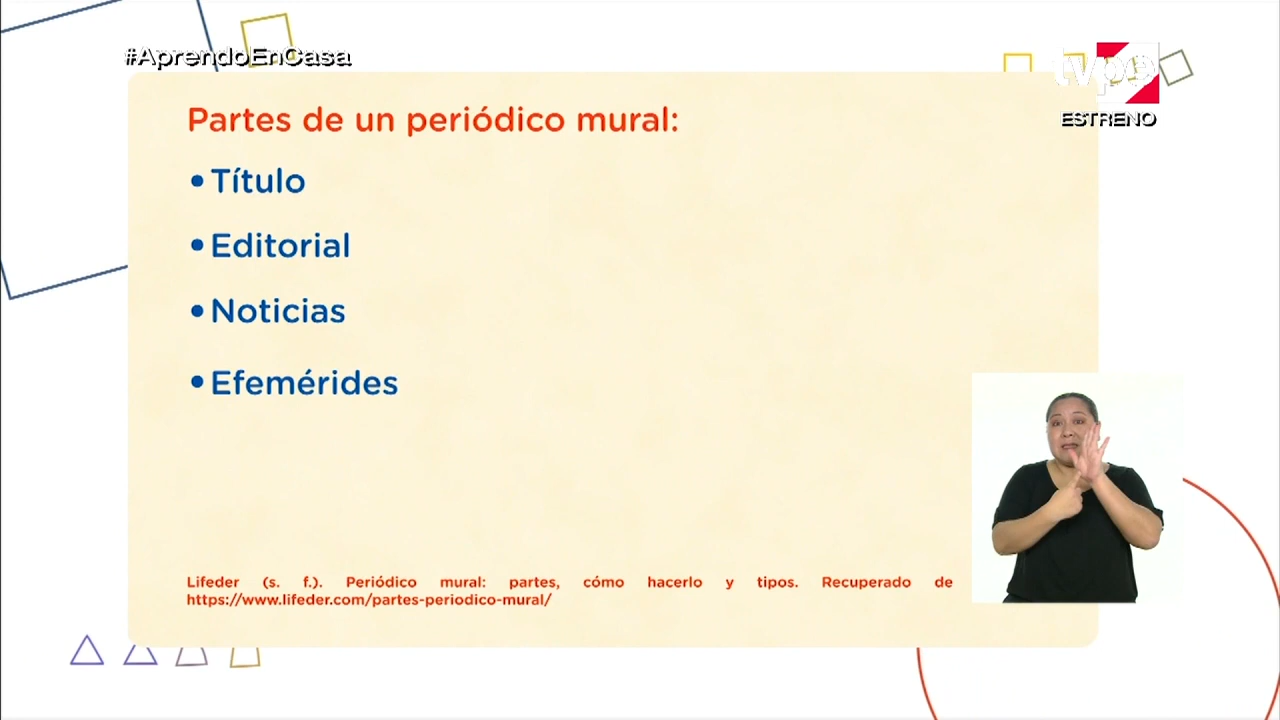 #AprendoEnCasa
tvpe
ESTRENO
Partes de un periódico mural:
• Título
• Editorial
• Noticias
• Efemérides
Lifeder (s. f.). Periódico mural: partes, cómo hacerlo y tipos. Recuperado de
https://www.lifeder.com/partes-periodico-mural/